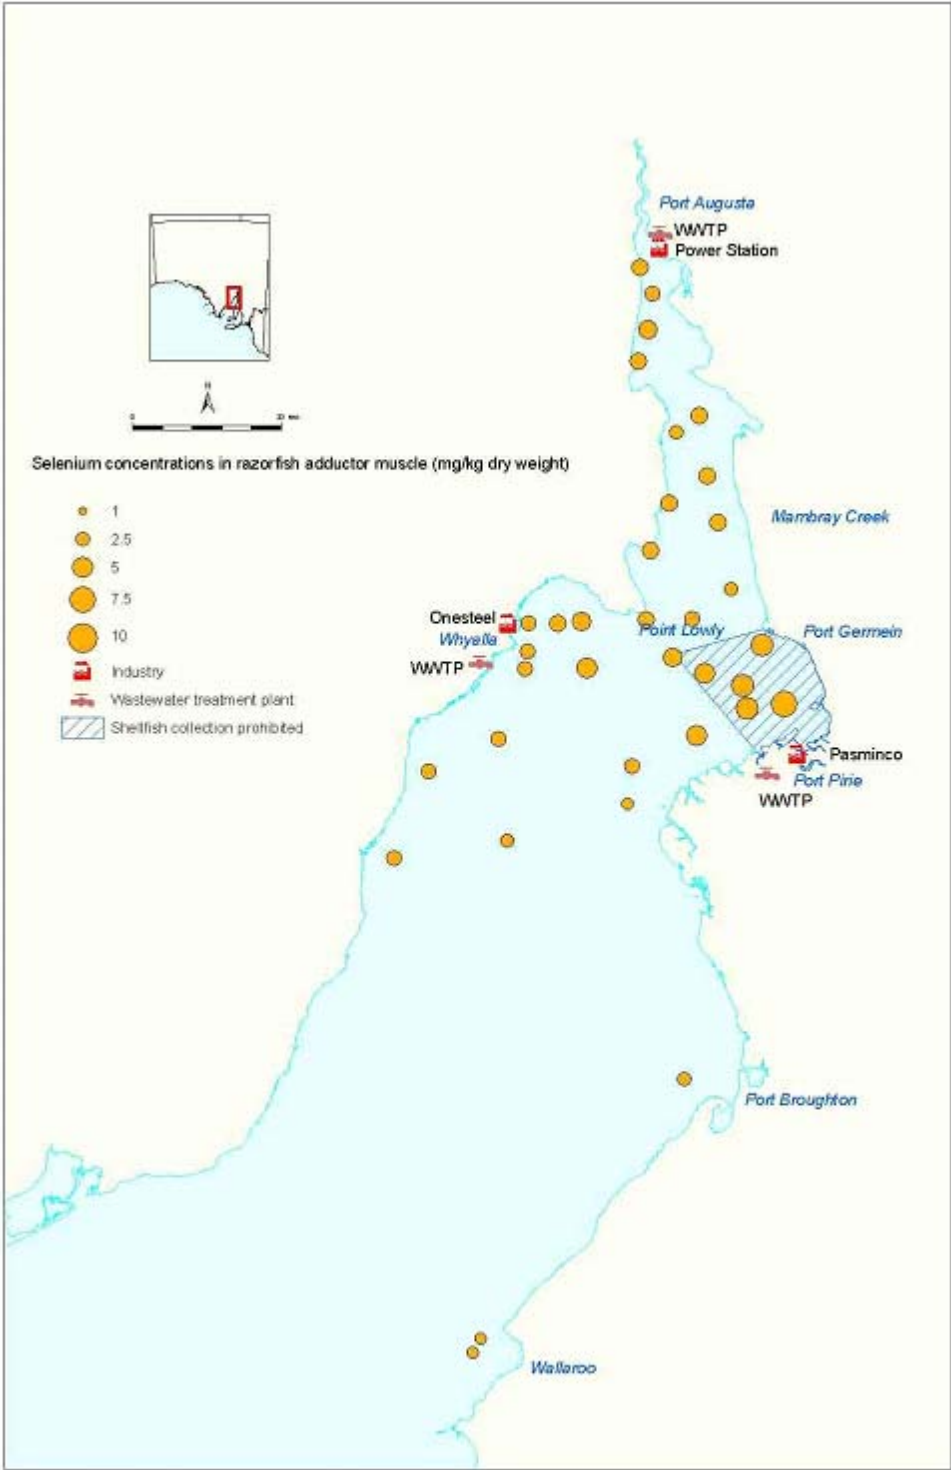 Port Augusta
WWTP
Power Station
N
0
Selenium concentrations in razorfish adductor muscle (mg/kg dry weight)
1
2.5
5
7.5
10
Industry
Wastewater treatment plant
Shellfish collection prohibited
Mambray Creek
Onesteel
Whyalla
WWTP
Point Lowly
Port Germein
Pasminco
Port Pirie
WWTP
Port Broughton
Wallaroo